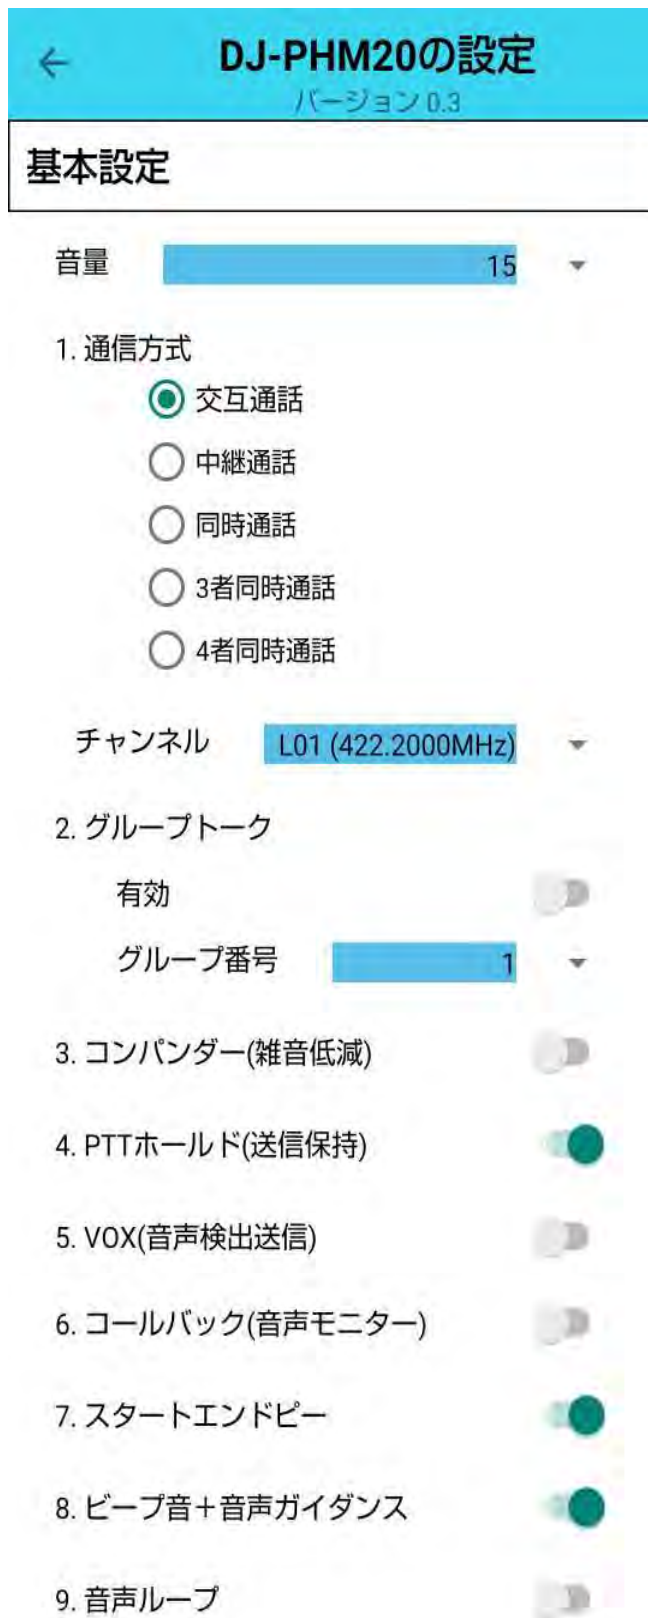 DJ-PHM20の設定
バージョン 0.3
基本設定
音量 15
1. 通信方式
交互通話
中継通話
同時通話
3者同時通話
4者同時通話
チャンネル L01 (422.2000MHz)
2. グループトーク
有効
グループ番号 1
3. コンパンダー(雑音低減)
4. PTTホールド(送信保持)
5. VOX(音声検出送信)
6. コールバック(音声モニター)
7. スタートエンドピー
8. ビープ音＋音声ガイダンス
9. 音声ループ